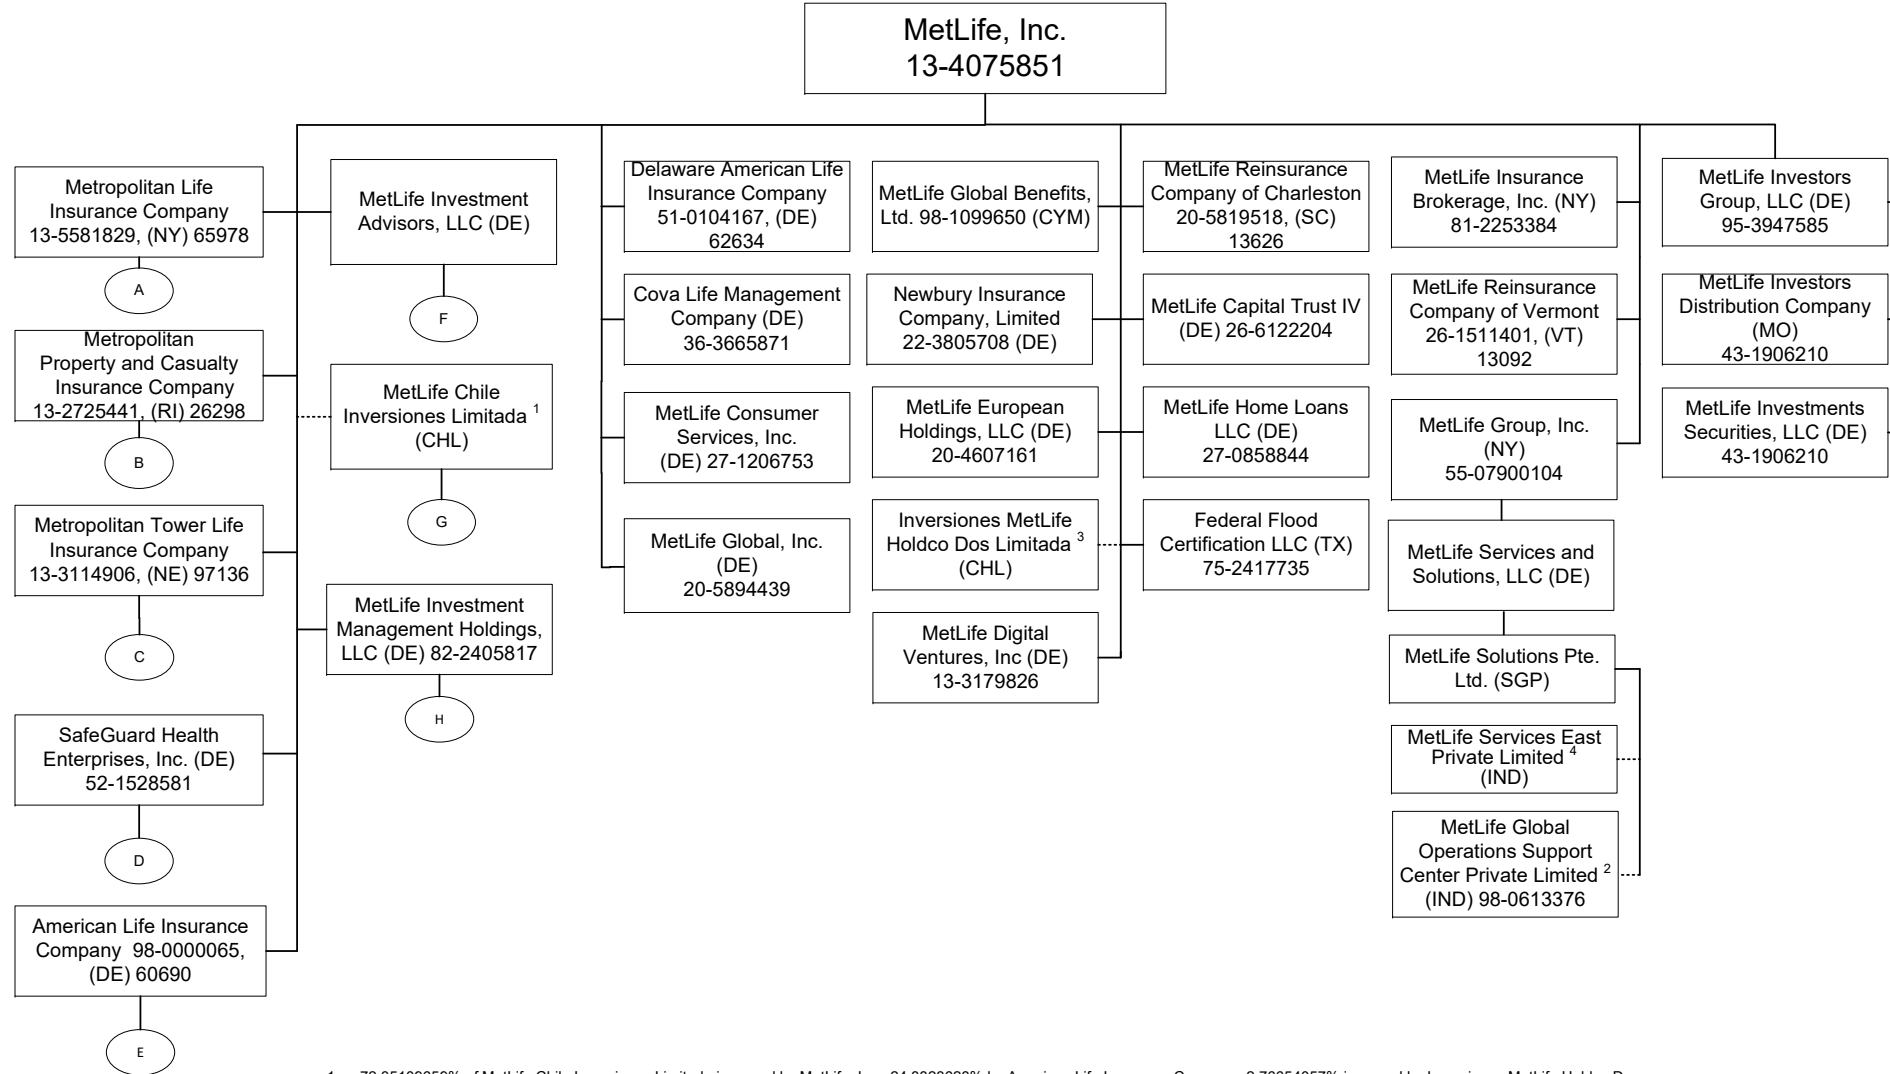 MetLife, Inc.
13-4075851
Metropolitan Life
Insurance Company
13-5581829, (NY) 65978
A
Metropolitan
Property and Casualty
Insurance Company
13-2725441, (RI) 26298
B
Metropolitan Tower Life
Insurance Company
13-3114906, (NE) 97136
C
SafeGuard Health
Enterprises, Inc. (DE)
52-1528581
D
American Life Insurance
Company 98-0000065,
(DE) 60690
E
MetLife Investment
Advisors, LLC (DE)
F
MetLife Chile
Inversiones Limitada 1
(CHL)
G
MetLife Investment
Management Holdings,
LLC (DE) 82-2405817
H
Delaware American Life
Insurance Company
51-0104167, (DE)
62634
Cova Life Management
Company (DE)
36-3665871
MetLife Consumer
Services, Inc.
(DE) 27-1206753
MetLife Global, Inc.
(DE)
20-5894439
MetLife Global Benefits,
Ltd. 98-1099650 (CYM)
Newbury Insurance
Company, Limited
22-3805708 (DE)
MetLife European
Holdings, LLC (DE)
20-4607161
Inversiones MetLife
Holdco Dos Limitada 3
(CHL)
MetLife Digital
Ventures, Inc (DE)
13-3179826
MetLife Reinsurance
Company of Charleston
20-5819518, (SC)
13626
MetLife Capital Trust IV
(DE) 26-6122204
MetLife Home Loans
LLC (DE)
27-0858844
Federal Flood
Certification LLC (TX)
75-2417735
MetLife Insurance
Brokerage, Inc. (NY)
81-2253384
MetLife Reinsurance
Company of Vermont
26-1511401, (VT)
13092
MetLife Group, Inc.
(NY)
55-07900104
MetLife Services and
Solutions, LLC (DE)
MetLife Solutions Pte.
Ltd. (SGP)
MetLife Services East
Private Limited 4
(IND)
MetLife Global
Operations Support
Center Private Limited 2
(IND) 98-0613376
MetLife Investors
Group, LLC (DE)
95-3947585
MetLife Investors
Distribution Company
(MO)
43-1906210
MetLife Investments
Securities, LLC (DE)
43-1906210